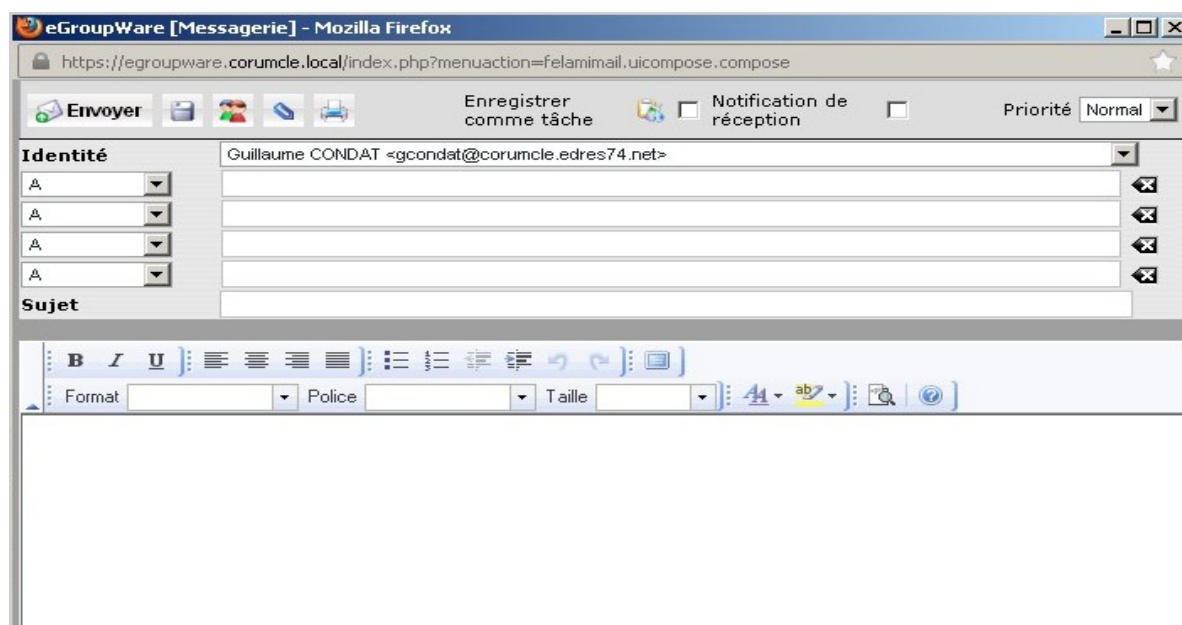 eGroupWare [Messagerie] - Mozilla Firefox
https://egroupware.corumcle.local/index.php?menuaction=felamimail.uicompose.compose
Envoyer Enregistrer comme tâche Notification de réception Priorité Normal
Identité Guillaume CONDAT <gcondat@corumcle.edres74.net>
A
A
A
A
Sujet
B I U
Format Police Taille